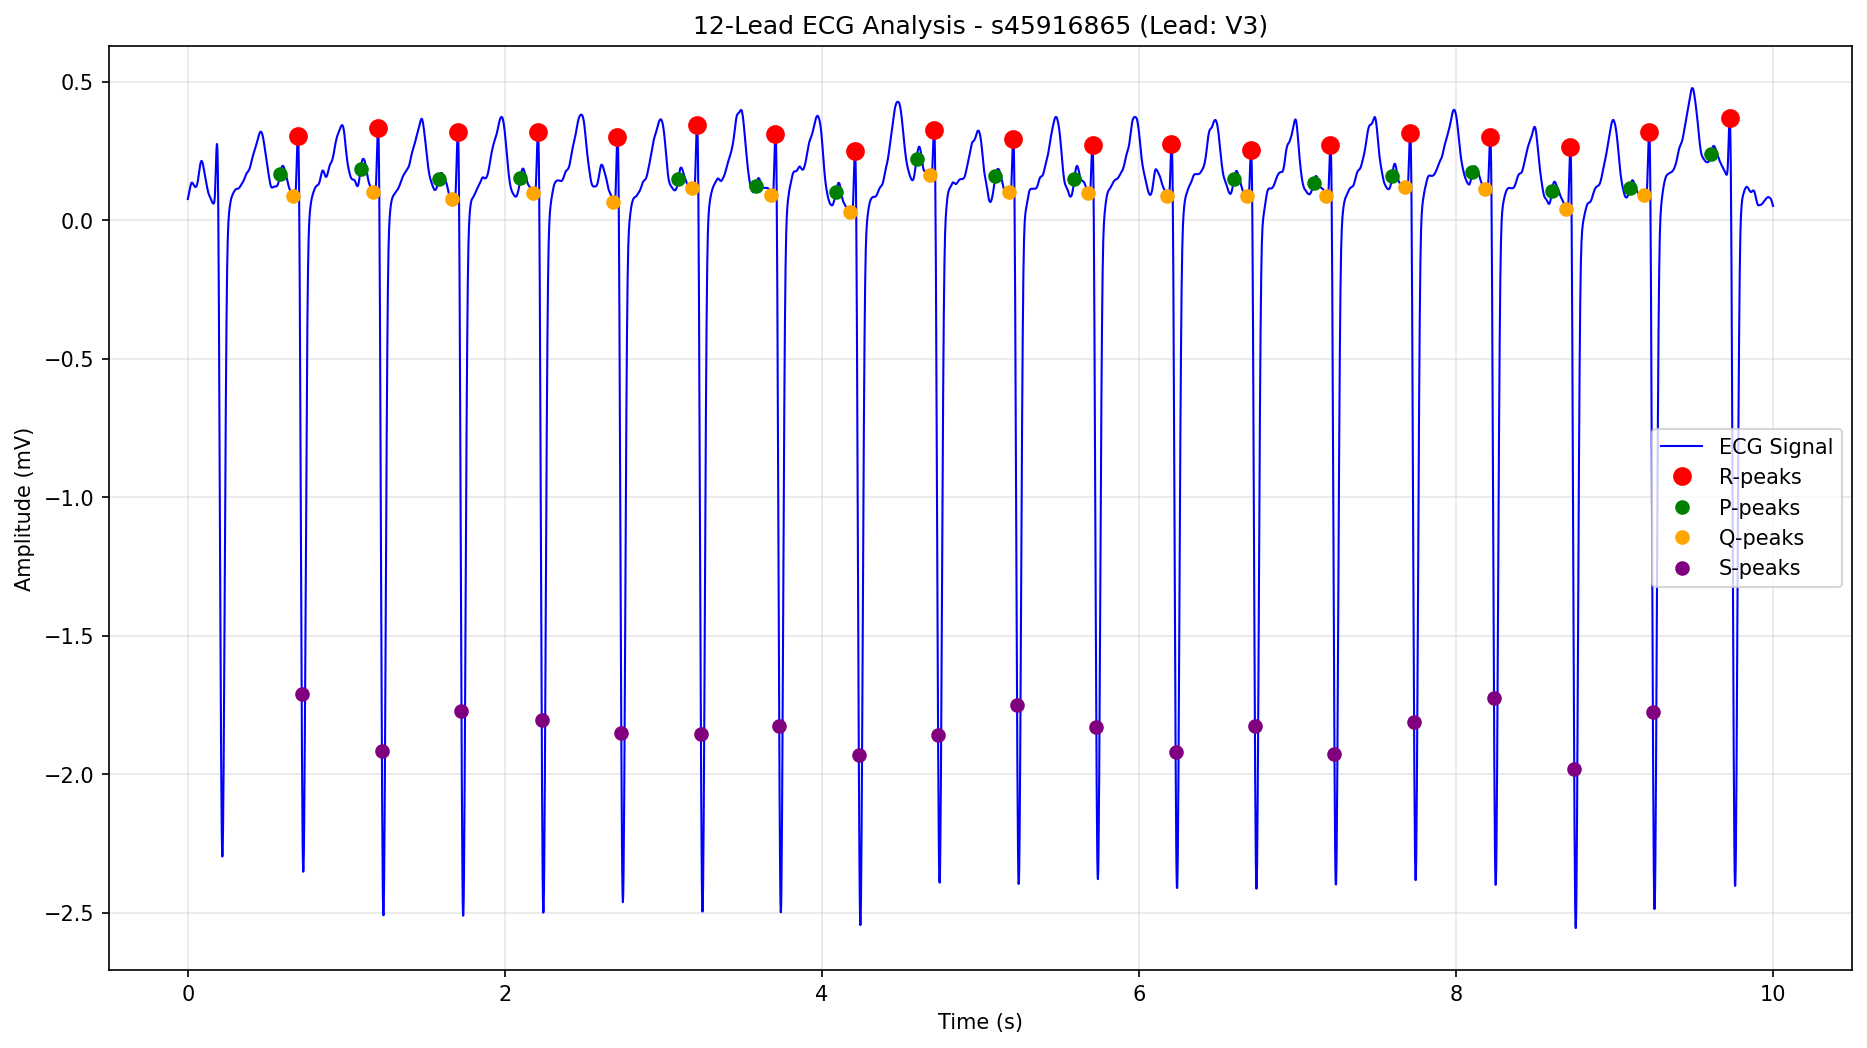 12-Lead ECG Analysis - s45916865 (Lead: V3)
0.5
0.0
−0.5
−1.0
−1.5
−2.0
−2.5
Amplitude (mV)
ECG Signal
R-peaks
P-peaks
Q-peaks
S-peaks
0 2 4 6 8 10
Time (s)